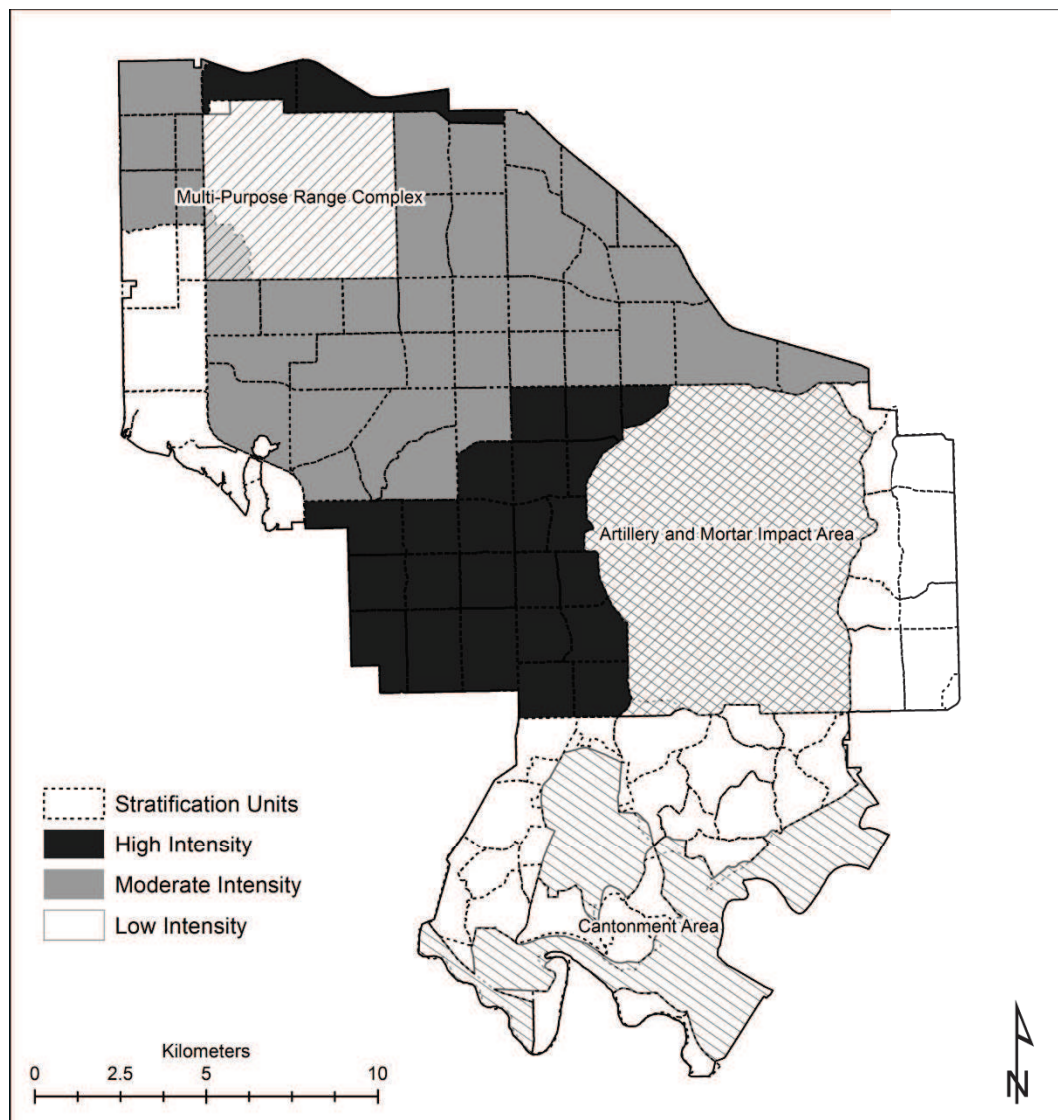 Multi-Purpose Range Complex
Artillery and Mortar Impact Area
Stratification Units
High Intensity
Moderate Intensity
Low Intensity
Cantonment Area
Kilometers
0 2.5 5 10
N